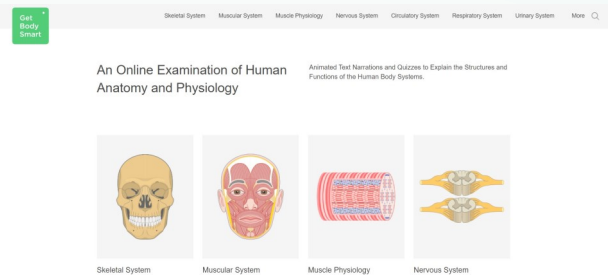 Get
Body
Smart
Skeletal System Muscular System Muscle Physiology Nervous System Circulatory System Respiratory System Urinary System More
An Online Examination of Human
Anatomy and Physiology
Animated Text Narrations and Quizzes to Explain the Structures and
Functions of the Human Body Systems.
Skeletal System Muscular System Muscle Physiology Nervous System